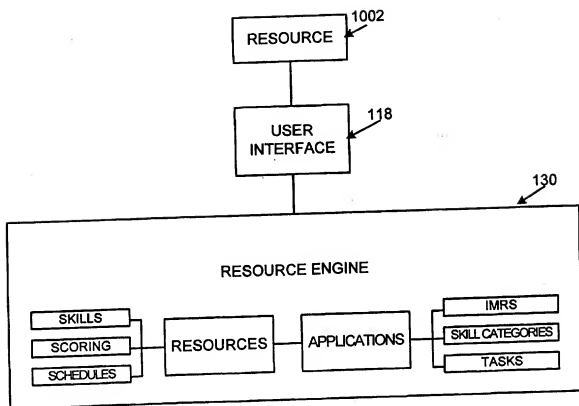 1002
RESOURCE
USER
INTERFACE
118
130
RESOURCE ENGINE
SKILLS
SCORING
SCHEDULES
RESOURCES
APPLICATIONS
IMRS
SKILL CATEGORIES
TASKS